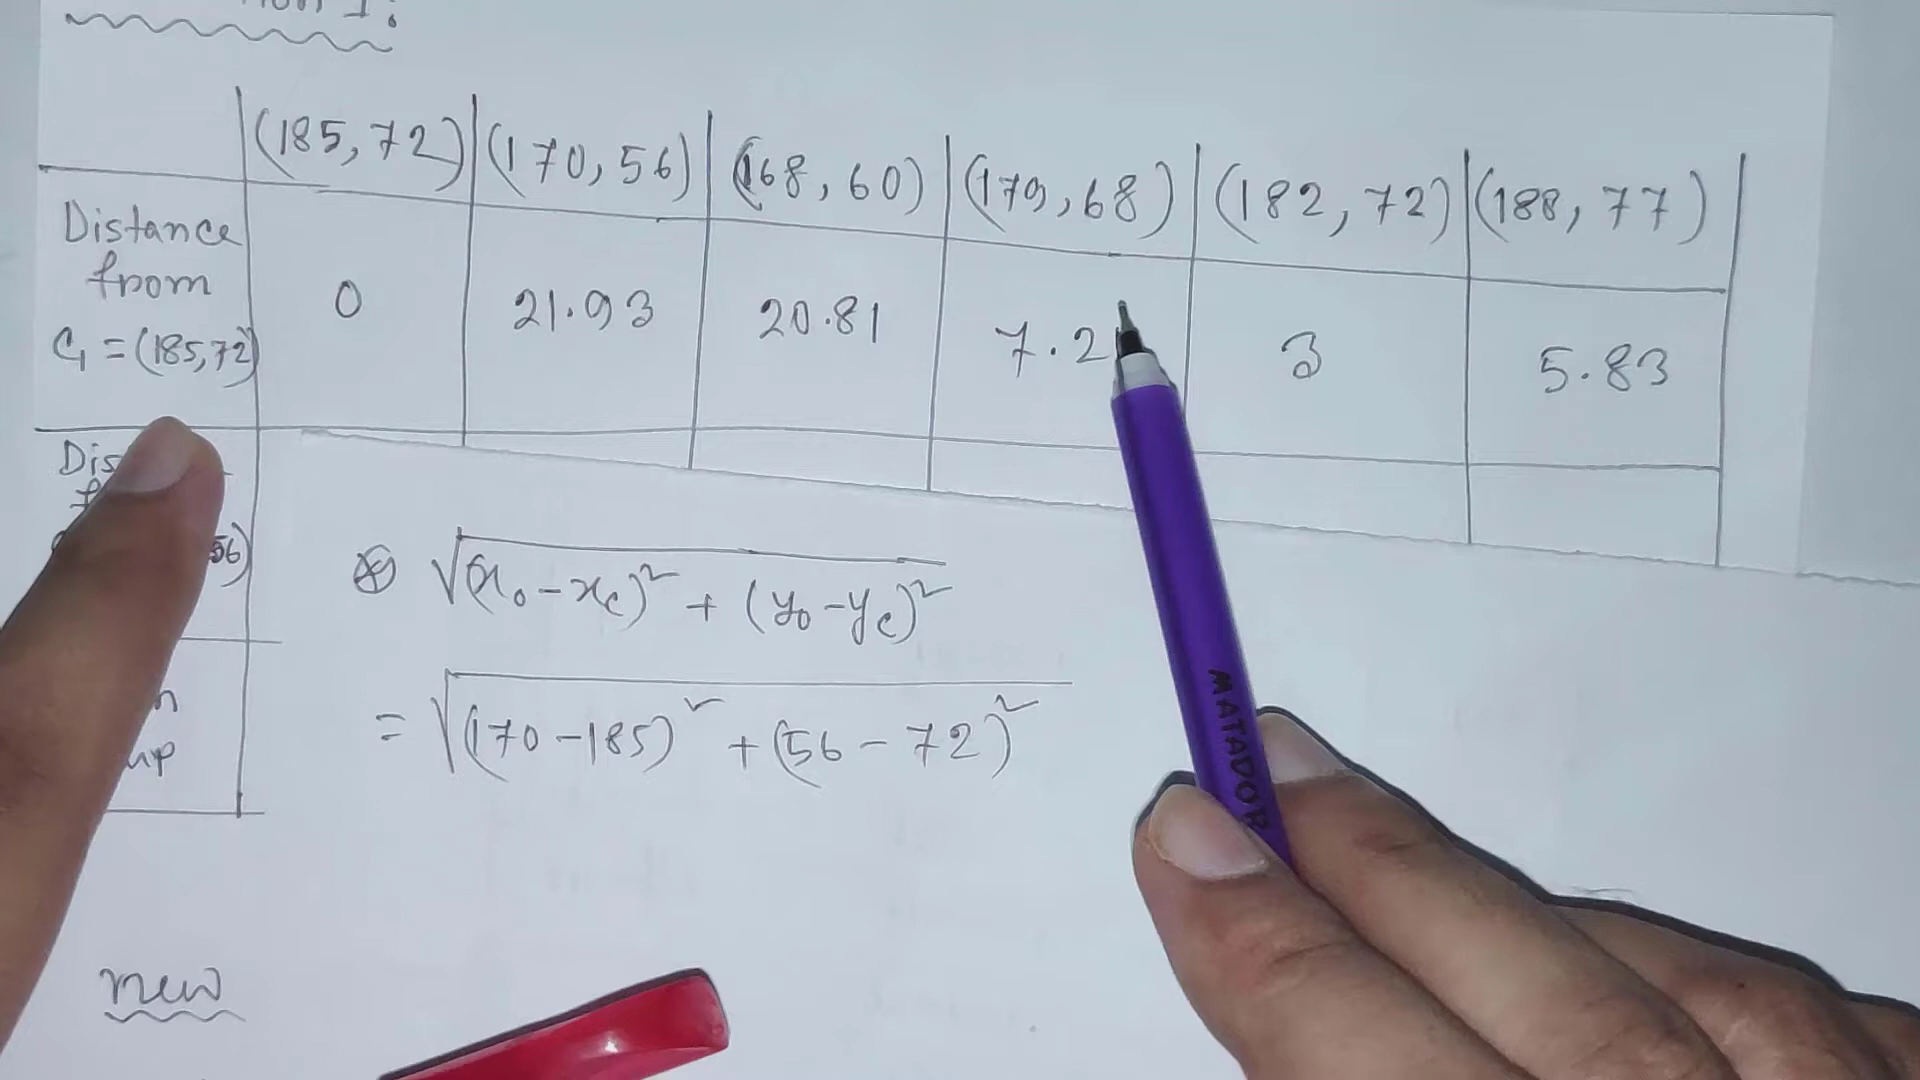 (185,72) (170,56) (168,60) (179,68) (182,72) (188,77)
Distance from C₁ = (185,72) 0 21.93 20.81 7.2 3 5.83
Dis
56)
√(x₀-x_c)² + (y₀-y_c)²
= √(170-185)² + (56-72)²
up
new
MATADOR